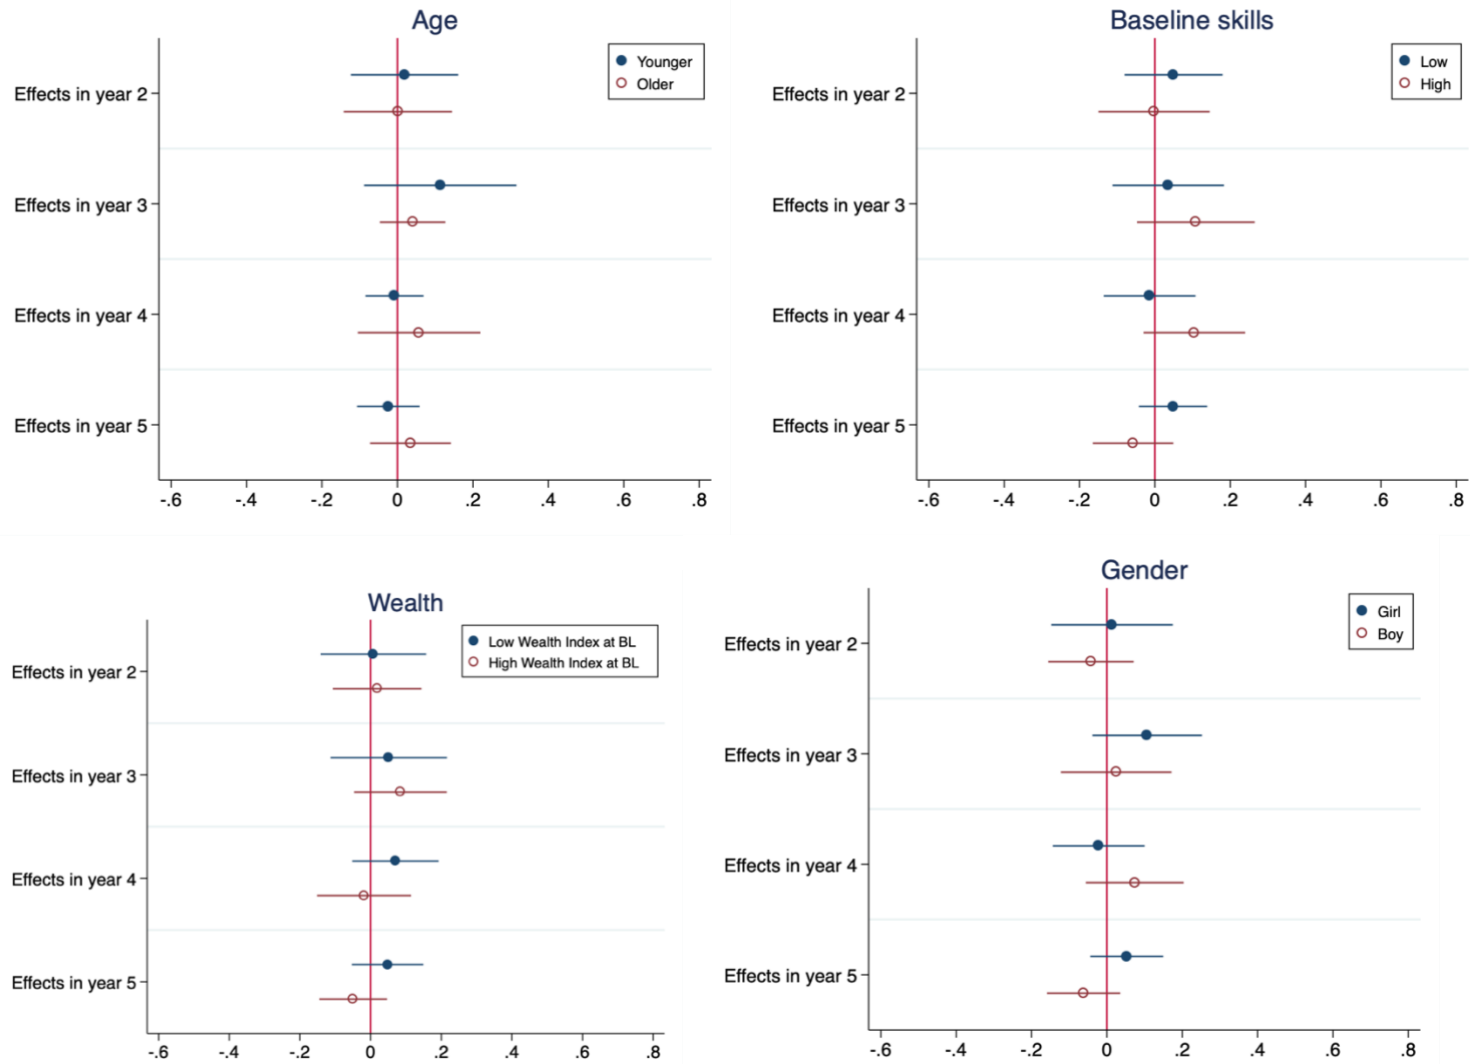 Age
Younger
Older
Effects in year 2
Effects in year 3
Effects in year 4
Effects in year 5
-.6 -.4 -.2 0 .2 .4 .6 .8
Baseline skills
Low
High
Effects in year 2
Effects in year 3
Effects in year 4
Effects in year 5
-.6 -.4 -.2 0 .2 .4 .6 .8
Wealth
Low Wealth Index at BL
High Wealth Index at BL
Effects in year 2
Effects in year 3
Effects in year 4
Effects in year 5
-.6 -.4 -.2 0 .2 .4 .6 .8
Gender
Girl
Boy
Effects in year 2
Effects in year 3
Effects in year 4
Effects in year 5
-.6 -.4 -.2 0 .2 .4 .6 .8